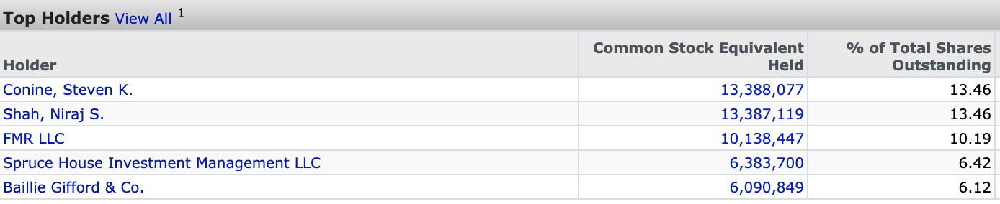 Top Holders View All 1
Holder Common Stock Equivalent Held % of Total Shares Outstanding
Conine, Steven K. 13,388,077 13.46
Shah, Niraj S. 13,387,119 13.46
FMR LLC 10,138,447 10.19
Spruce House Investment Management LLC 6,383,700 6.42
Baillie Gifford & Co. 6,090,849 6.12